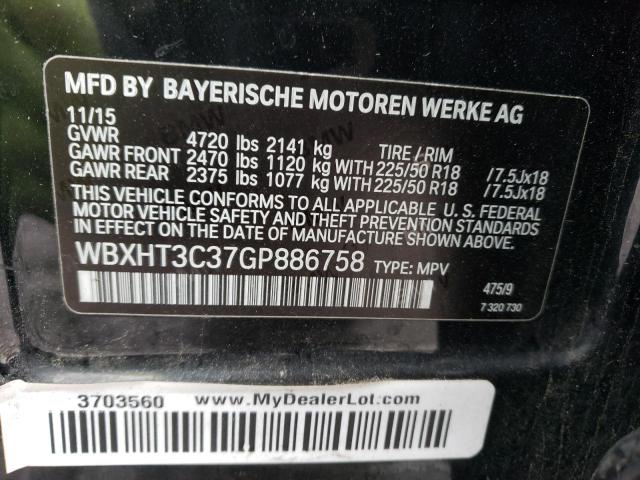 MFD BY BAYERISCHE MOTOREN WERKE AG
11/15
GVWR 4720 lbs 2141 kg TIRE / RIM
GAWR FRONT 2470 lbs 1120 kg WITH 225/50 R18 /7.5Jx18
GAWR REAR 2375 lbs 1077 kg WITH 225/50 R18 /7.5Jx18
THIS VEHICLE CONFORMS TO ALL APPLICABLE U. S. FEDERAL
MOTOR VEHICLE SAFETY AND THEFT PREVENTION STANDARDS
IN EFFECT ON THE DATE OF MANUFACTURE SHOWN ABOVE.
WBXHT3C37GP886758 TYPE: MPV
475/9
7 320 730
3703560 www.MyDealerLot.com